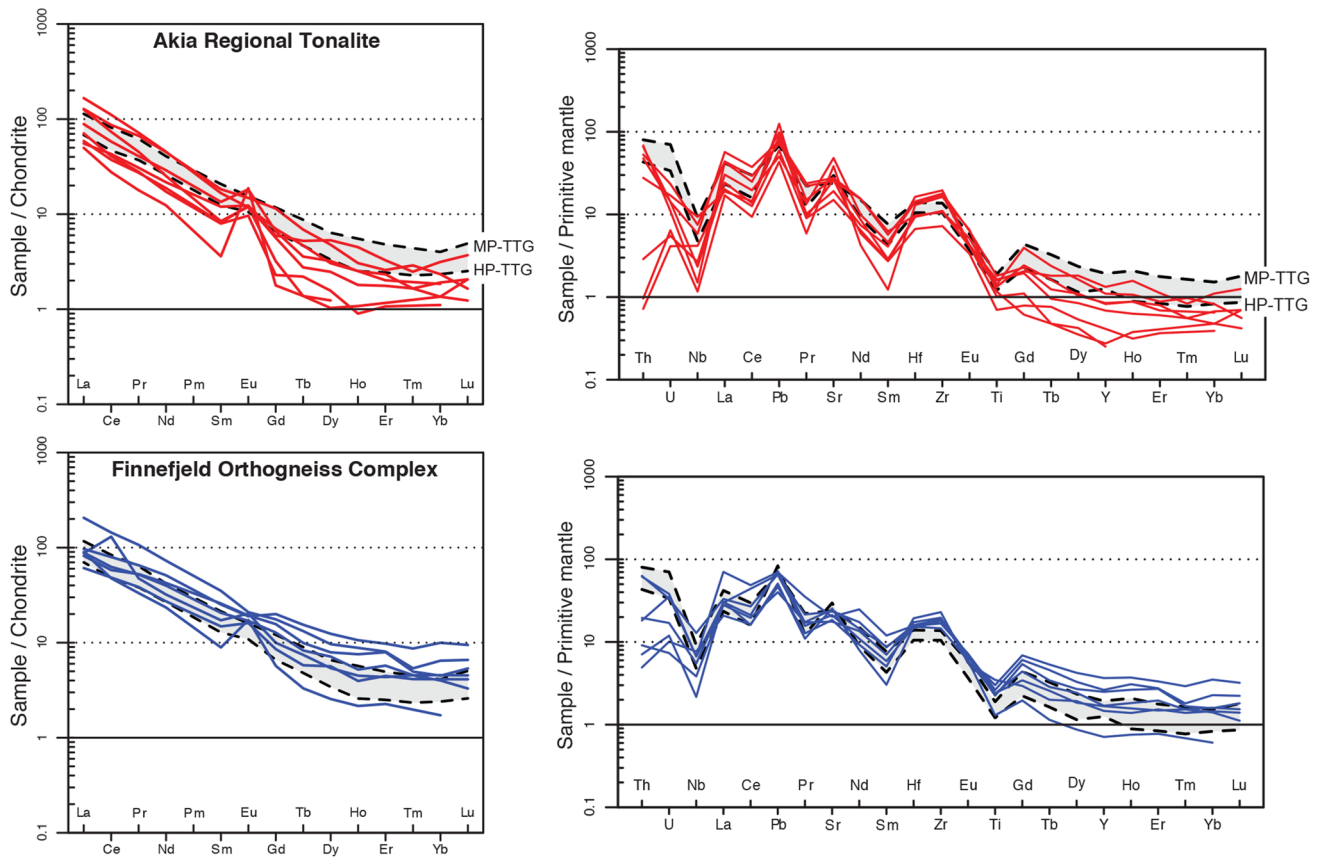 Akia Regional Tonalite
Sample / Chondrite
1000
100
10
1
0.1
La Pr Pm Eu Tb Ho Tm Lu
Ce Nd Sm Gd Dy Er Yb
MP-TTG
HP-TTG
Sample / Primitive mantle
1000
100
10
1
0.1
Th Nb La Ce Pb Pr Sr Nd Sm Hf Zr Eu Ti Gd Tb Dy Y Ho Er Tm Yb Lu
U
MP-TTG
HP-TTG
Finnefjeld Orthogneiss Complex
Sample / Chondrite
1000
100
10
1
0.1
La Pr Pm Eu Tb Ho Tm Lu
Ce Nd Sm Gd Dy Er Yb
Sample / Primitive mantle
1000
100
10
1
0.1
Th Nb Ce Pr Nd Hf Eu Gd Dy Ho Tm Lu
U La Pb Sr Sm Zr Ti Tb Y Er Yb